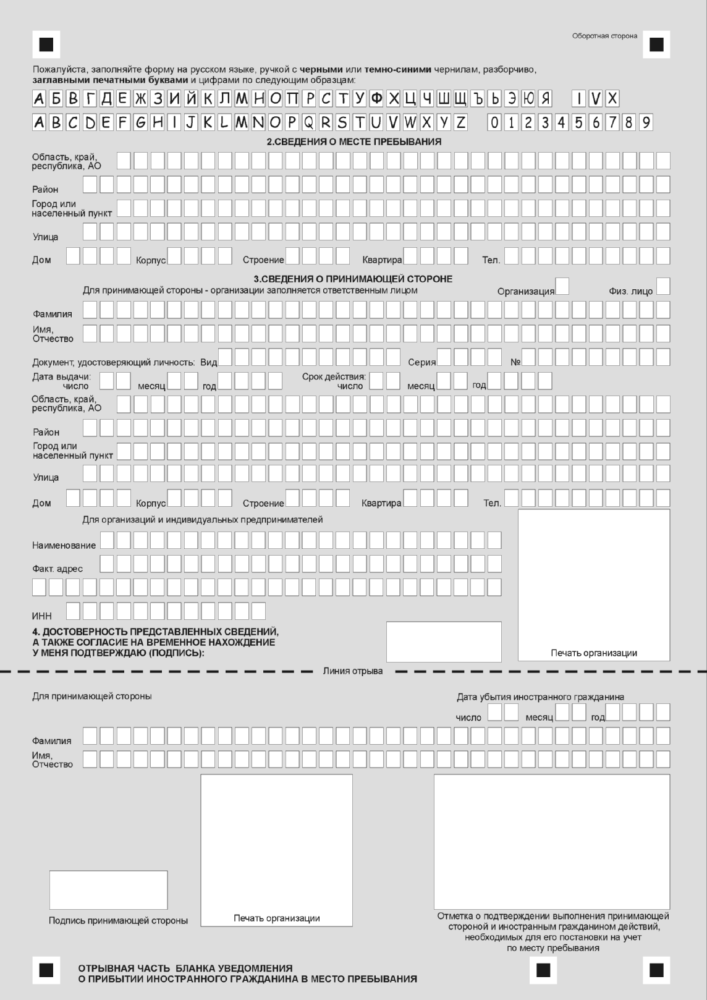 Оборотная сторона
Пожалуйста, заполняйте форму на русском языке, ручкой с черными или темно-синими чернилам, разборчиво,
заглавными печатными буквами и цифрами по следующим образцам:
А Б В Г Д Е Ж З И Й К Л М Н О П Р С Т У Ф Х Ц Ч Ш Щ Ъ Ь Э Ю Я I V X
A B C D E F G H I J K L M N O P Q R S T U V W X Y Z 0 1 2 3 4 5 6 7 8 9
2.СВЕДЕНИЯ О МЕСТЕ ПРЕБЫВАНИЯ
Область, край,
республика, АО
Район
Город или
населенный пункт
Улица
Дом Корпус Строение Квартира Тел.
3.СВЕДЕНИЯ О ПРИНИМАЮЩЕЙ СТОРОНЕ
Для принимающей стороны - организации заполняется ответственным лицом Организация Физ. лицо
Фамилия
Имя,
Отчество
Документ, удостоверяющий личность: Вид Серия №
Дата выдачи: Срок действия:
число месяц год число месяц год
Область, край,
республика, АО
Район
Город или
населенный пункт
Улица
Дом Корпус Строение Квартира Тел.
Для организаций и индивидуальных предпринимателей
Наименование
Факт. адрес
ИНН
4. ДОСТОВЕРНОСТЬ ПРЕДСТАВЛЕННЫХ СВЕДЕНИЙ,
А ТАКЖЕ СОГЛАСИЕ НА ВРЕМЕННОЕ НАХОЖДЕНИЕ
У МЕНЯ ПОДТВЕРЖДАЮ (ПОДПИСЬ):
Печать организации
Линия отрыва
Для принимающей стороны
Дата убытия иностранного гражданина
число месяц год
Фамилия
Имя,
Отчество
Подпись принимающей стороны
Печать организации
Отметка о подтверждении выполнения принимающей
стороной и иностранным гражданином действий,
необходимых для его постановки на учет
по месту пребывания
ОТРЫВНАЯ ЧАСТЬ БЛАНКА УВЕДОМЛЕНИЯ
О ПРИБЫТИИ ИНОСТРАННОГО ГРАЖДАНИНА В МЕСТО ПРЕБЫВАНИЯ